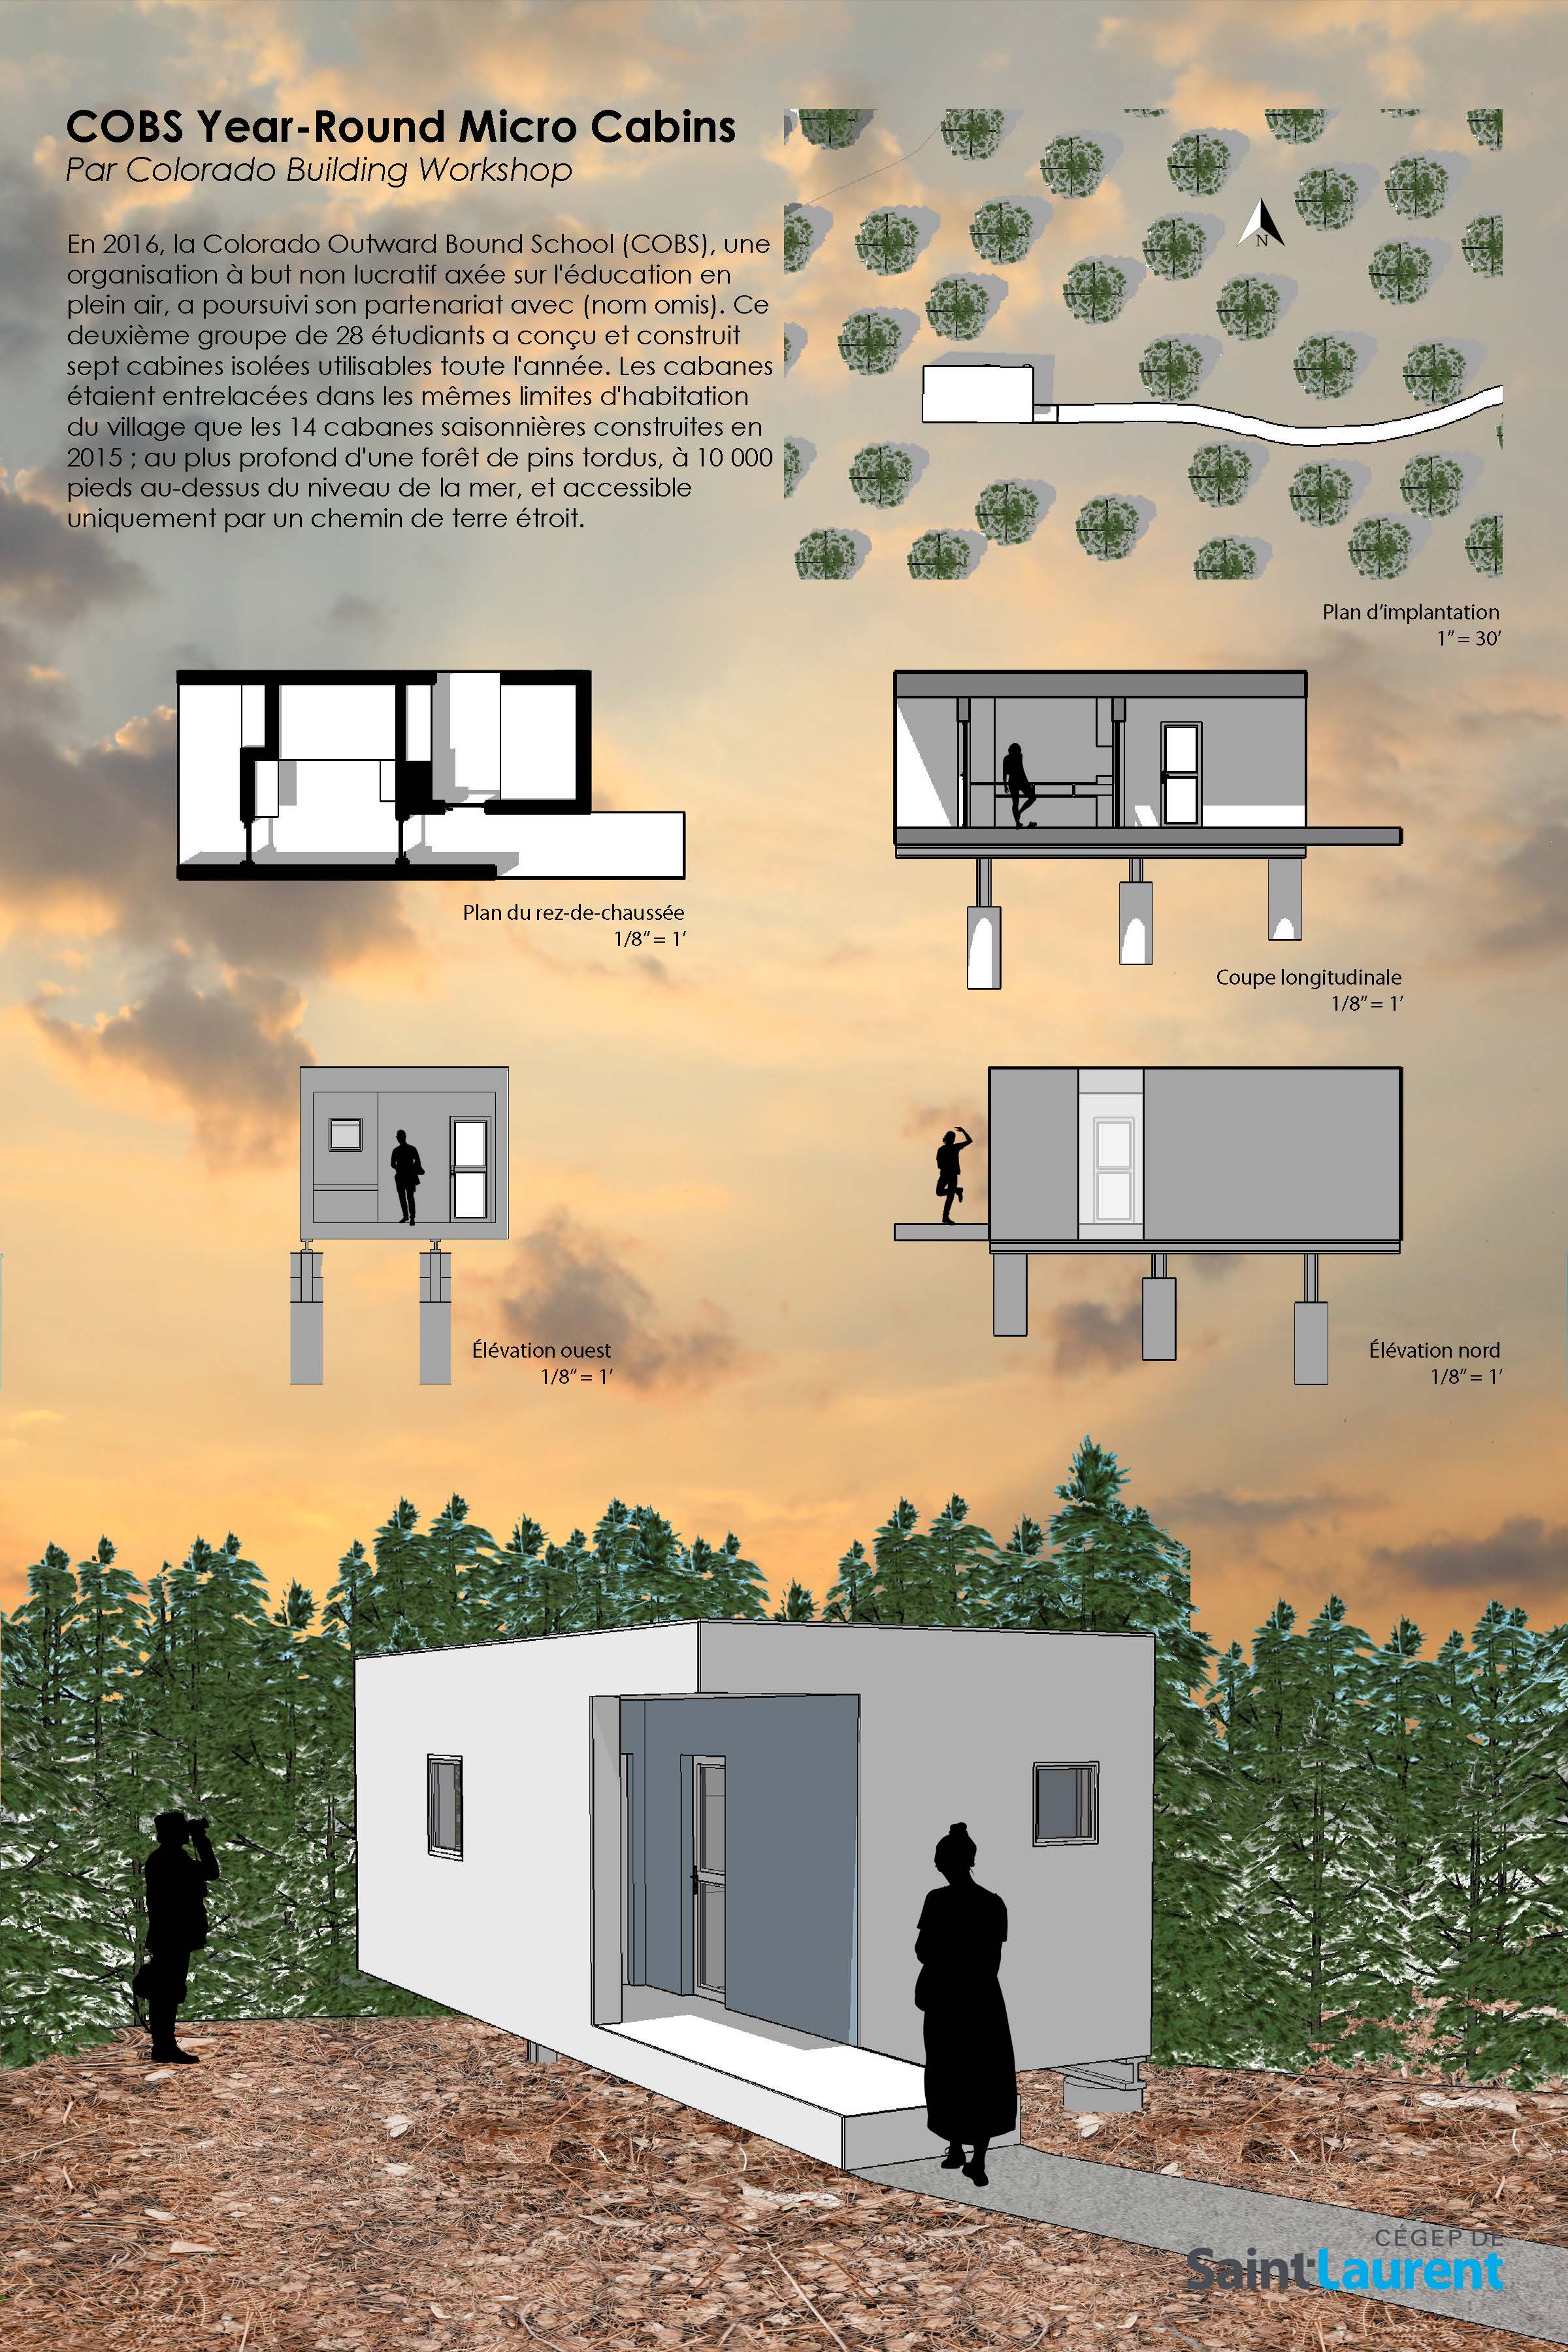 COBS Year-Round Micro Cabins
Par Colorado Building Workshop
En 2016, la Colorado Outward Bound School (COBS), une
organisation à but non lucratif axée sur l'éducation en
plein air, a poursuivi son partenariat avec (nom omis). Ce
deuxième groupe de 28 étudiants a conçu et construit
sept cabines isolées utilisables toute l'année. Les cabanes
étaient entrelacées dans les mêmes limites d'habitation
du village que les 14 cabanes saisonnières construites en
2015 ; au plus profond d'une forêt de pins tordus, à 10 000
pieds au-dessus du niveau de la mer, et accessible
uniquement par un chemin de terre étroit.
N
Plan d'implantation
1" = 30'
Plan du rez-de-chaussée
1/8" = 1'
Coupe longitudinale
1/8" = 1'
Élévation ouest
1/8" = 1'
Élévation nord
1/8" = 1'
CÉGEP DE
Saint-Laurent